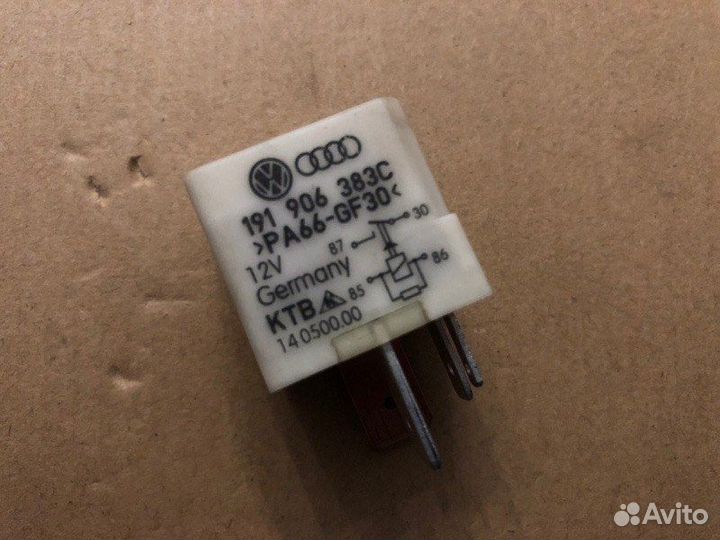 191 906 383C
>PA66-GF30<
12V
Germany
KTB
14 0500.00
87
30
85
86
Avito